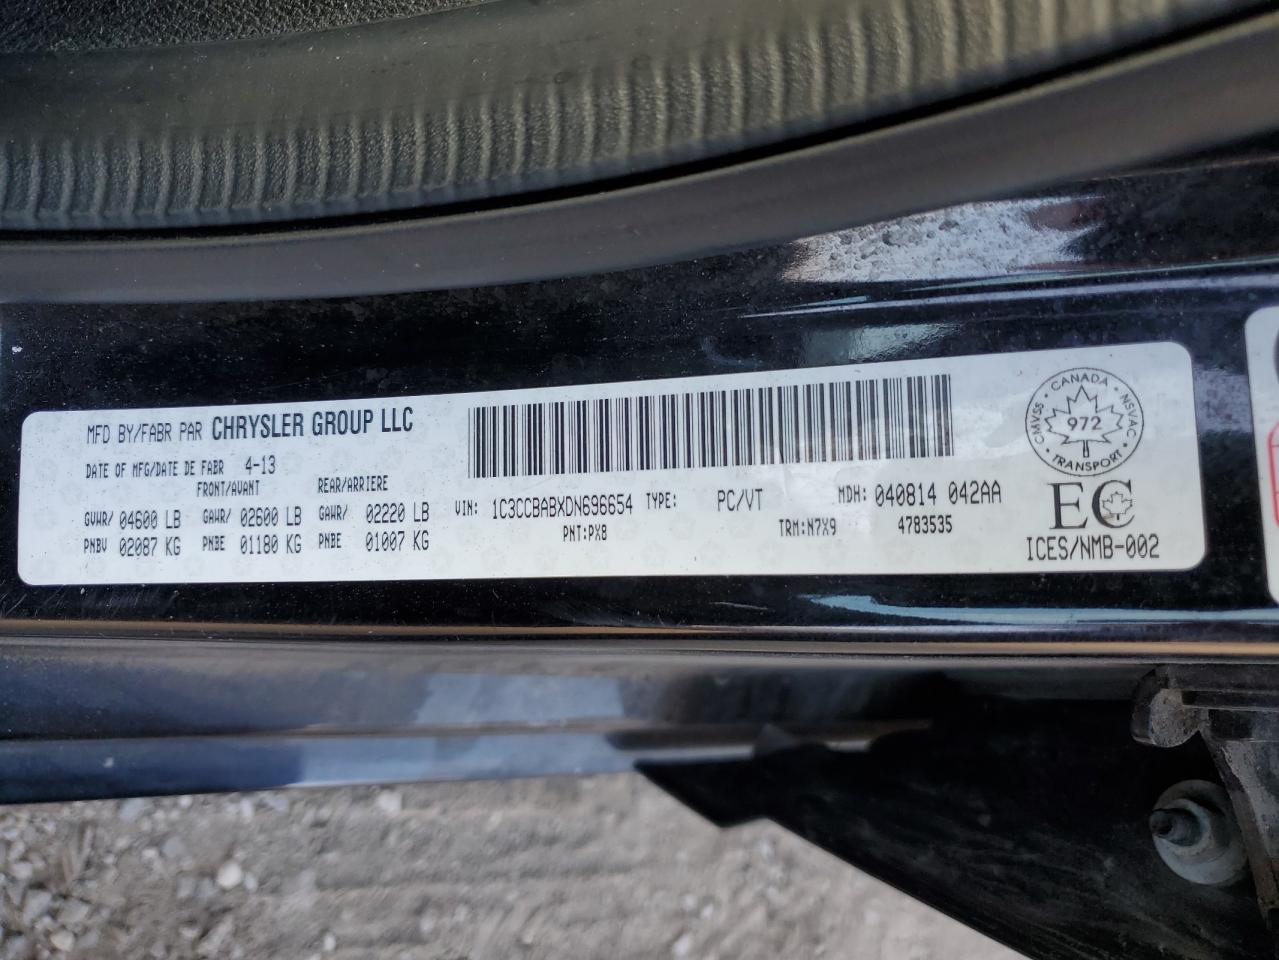 MFD BY/FABR PAR CHRYSLER GROUP LLC
DATE OF MFG/DATE DE FABR 4-13
FRONT/AVANT REAR/ARRIERE
GVWR/ 04600 LB GAWR/ 02600 LB GAWR/ 02220 LB
PNBV 02087 KG PNBE 01180 KG PNBE 01007 KG
VIN: 1C3CCBABXDN696654 TYPE: PC/VT MDH: 040814 042AA
PNT:PX8 TRM:N7X9 4783535
CANADA
CMVSS NSVAC
972
TRANSPORT
EC
ICES/NMB-002